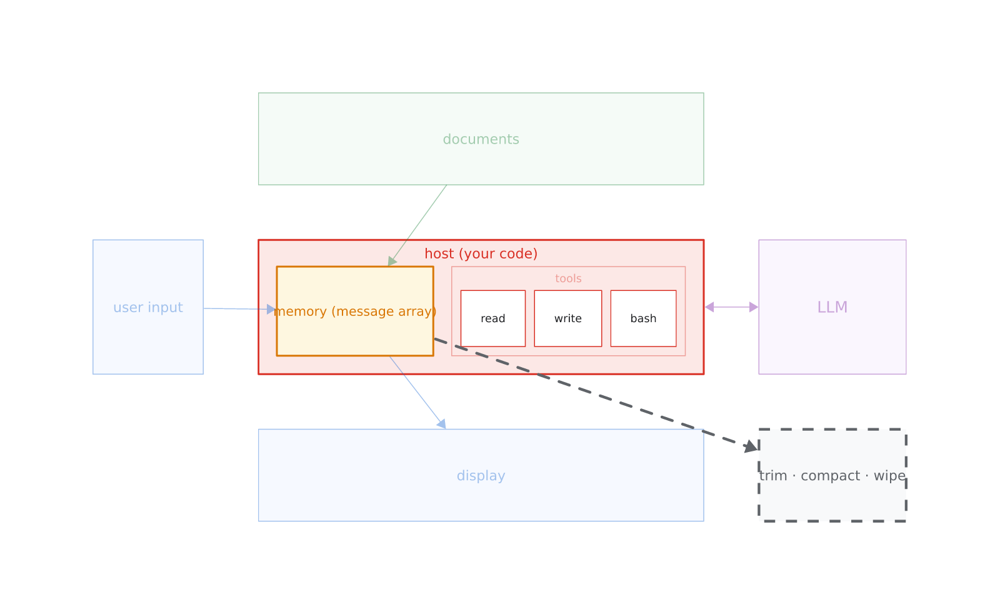 documents
host (your code)
tools
user input
memory (message array)
read
write
bash
LLM
display
trim · compact · wipe